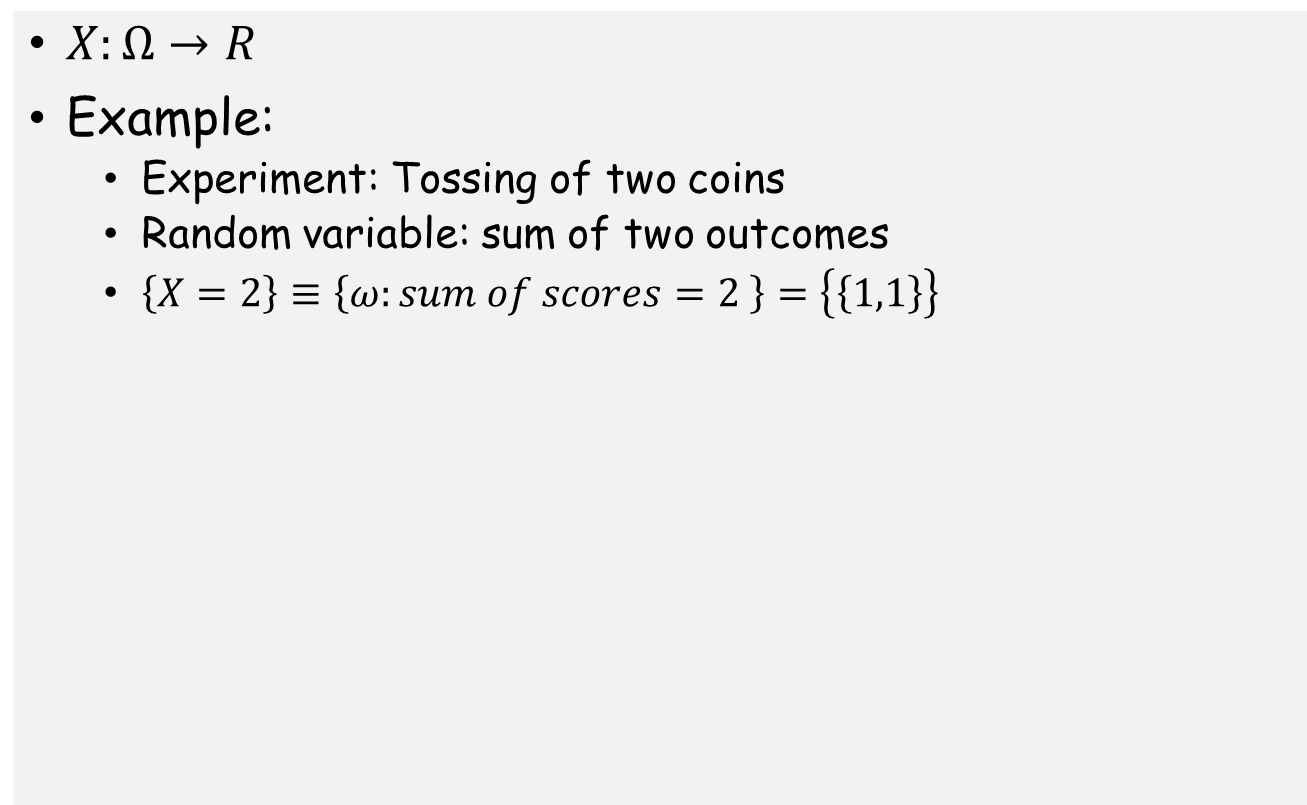 • X: Ω → R
• Example:
• Experiment: Tossing of two coins
• Random variable: sum of two outcomes
• {X = 2} ≡ {ω: sum of scores = 2 } = {{1,1}}